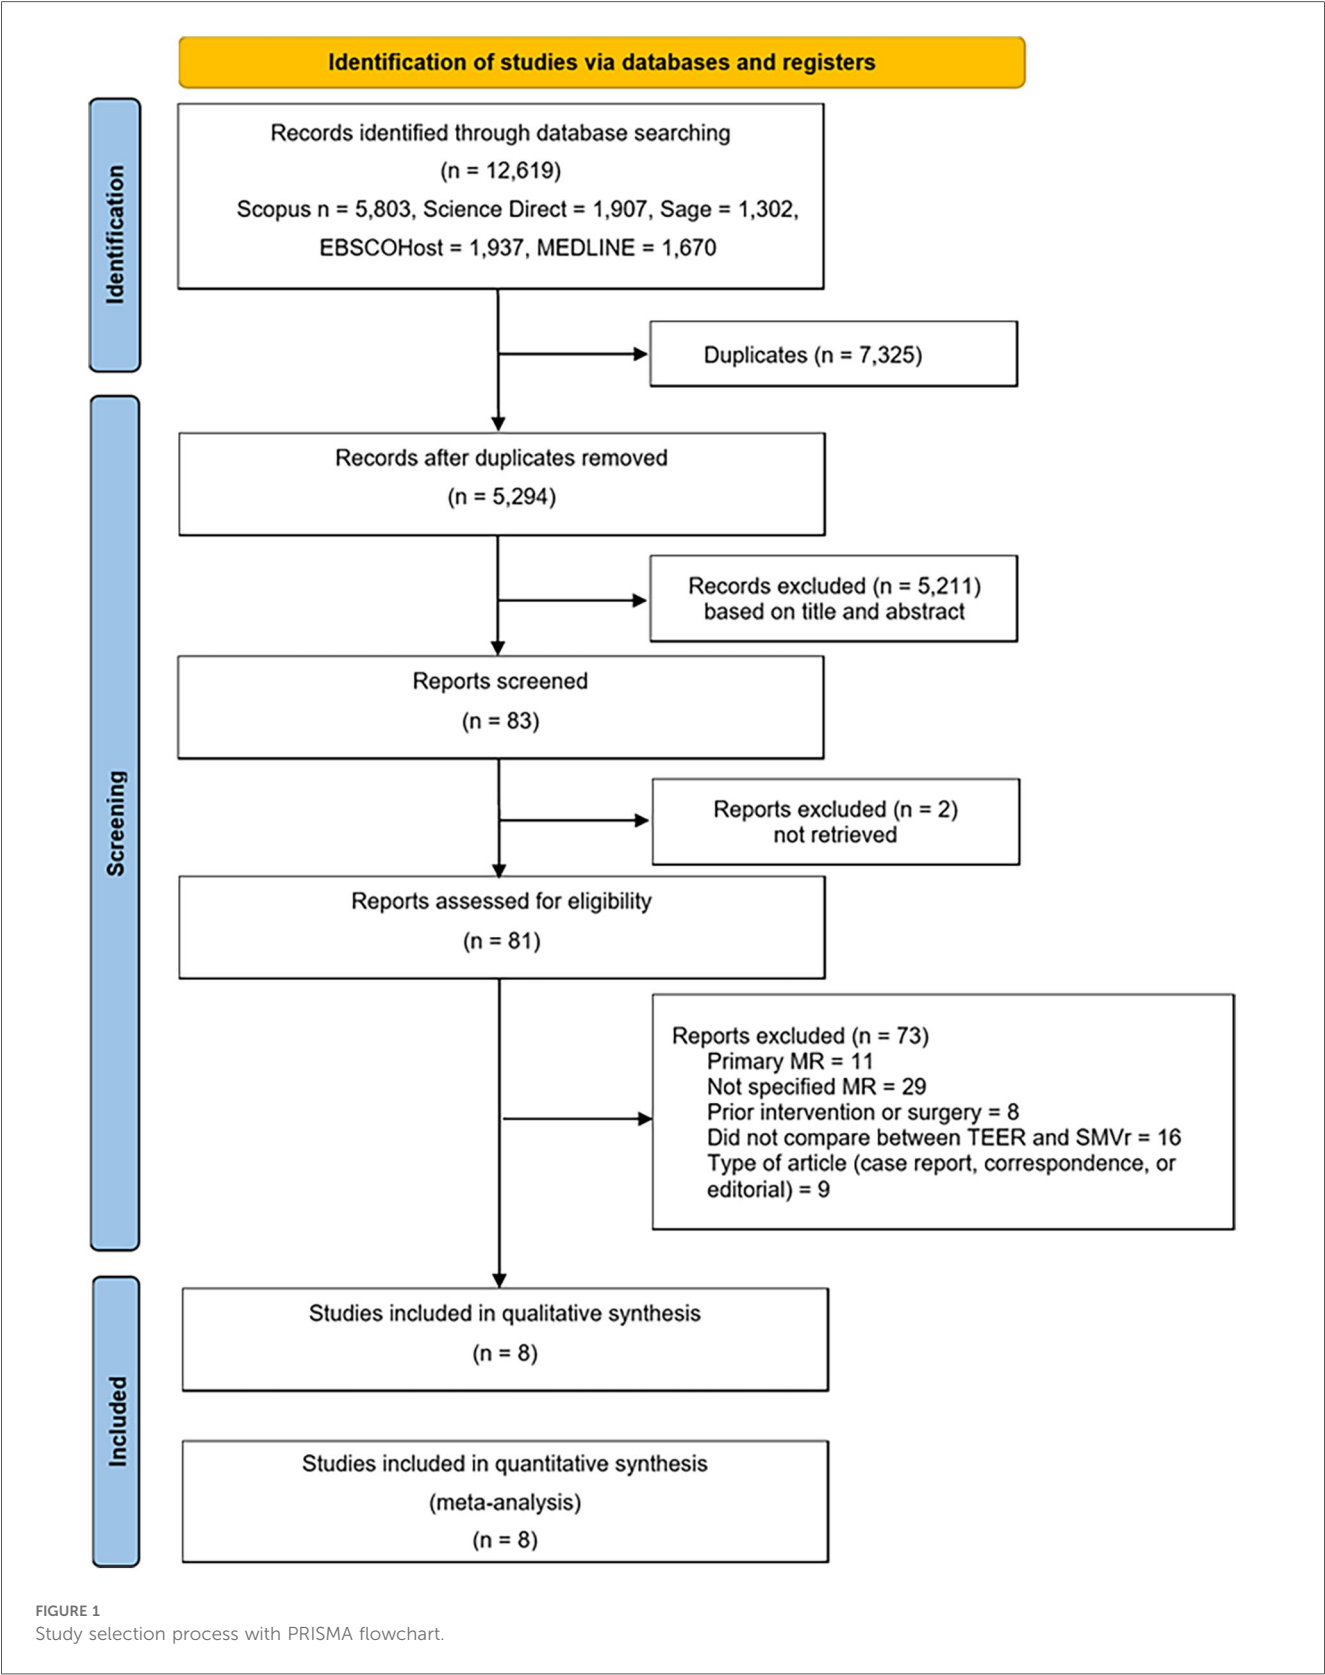 Identification of studies via databases and registers
Identification
Records identified through database searching
(n = 12,619)
Scopus n = 5,803, Science Direct = 1,907, Sage = 1,302,
EBSCOHost = 1,937, MEDLINE = 1,670
Duplicates (n = 7,325)
Screening
Records after duplicates removed
(n = 5,294)
Records excluded (n = 5,211)
based on title and abstract
Reports screened
(n = 83)
Reports excluded (n = 2)
not retrieved
Reports assessed for eligibility
(n = 81)
Reports excluded (n = 73)
Primary MR = 11
Not specified MR = 29
Prior intervention or surgery = 8
Did not compare between TEER and SMVr = 16
Type of article (case report, correspondence, or
editorial) = 9
Included
Studies included in qualitative synthesis
(n = 8)
Studies included in quantitative synthesis
(meta-analysis)
(n = 8)
FIGURE 1
Study selection process with PRISMA flowchart.